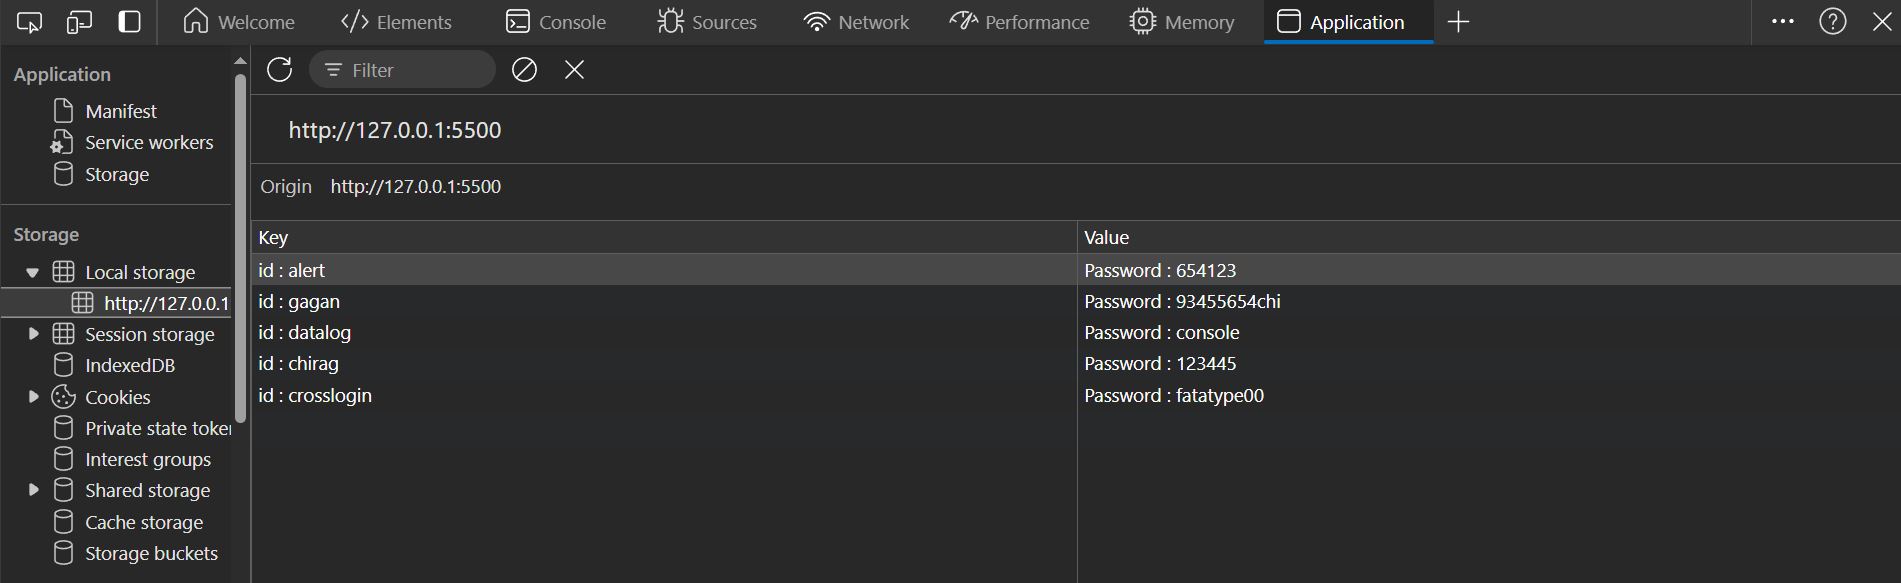 Welcome Elements Console Sources Network Performance Memory Application
Application
Manifest
Service workers
Storage
Storage
Local storage
http://127.0.0.1
Session storage
IndexedDB
Cookies
Private state toke
Interest groups
Shared storage
Cache storage
Storage buckets
Filter
http://127.0.0.1:5500
Origin http://127.0.0.1:5500
Key Value
id : alert Password : 654123
id : gagan Password : 93455654chi
id : datalog Password : console
id : chirag Password : 123445
id : crosslogin Password : fatatype00